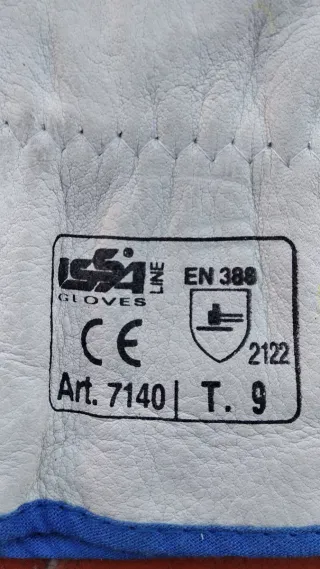 ISSA LINE
GLOVES
EN 388
CE
2122
Art. 7140 | T. 9